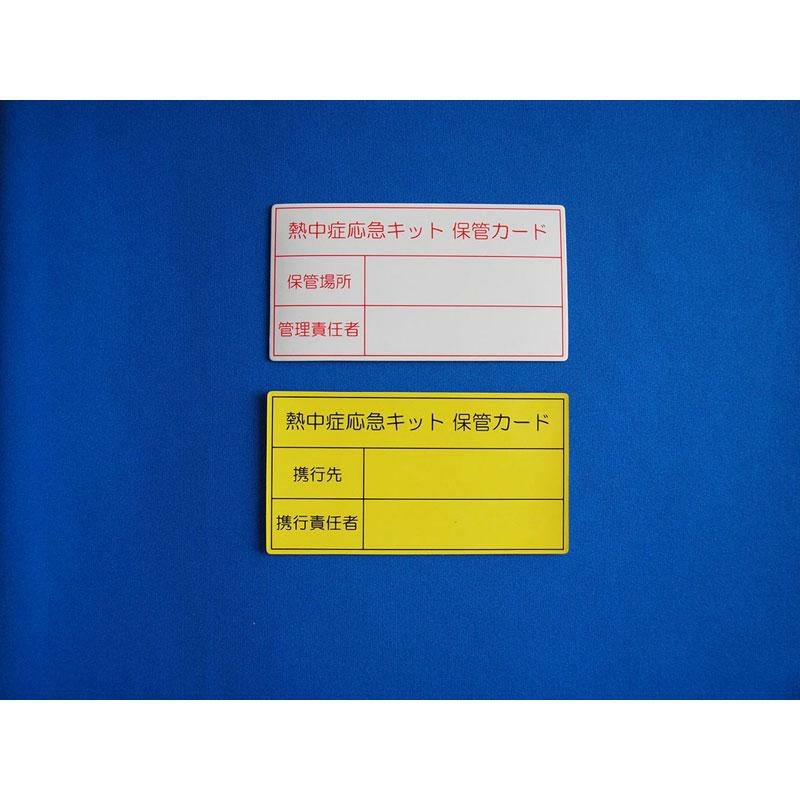 熱中症応急キット 保管カード
保管場所
管理責任者
熱中症応急キット 保管カード
携行先
携行責任者